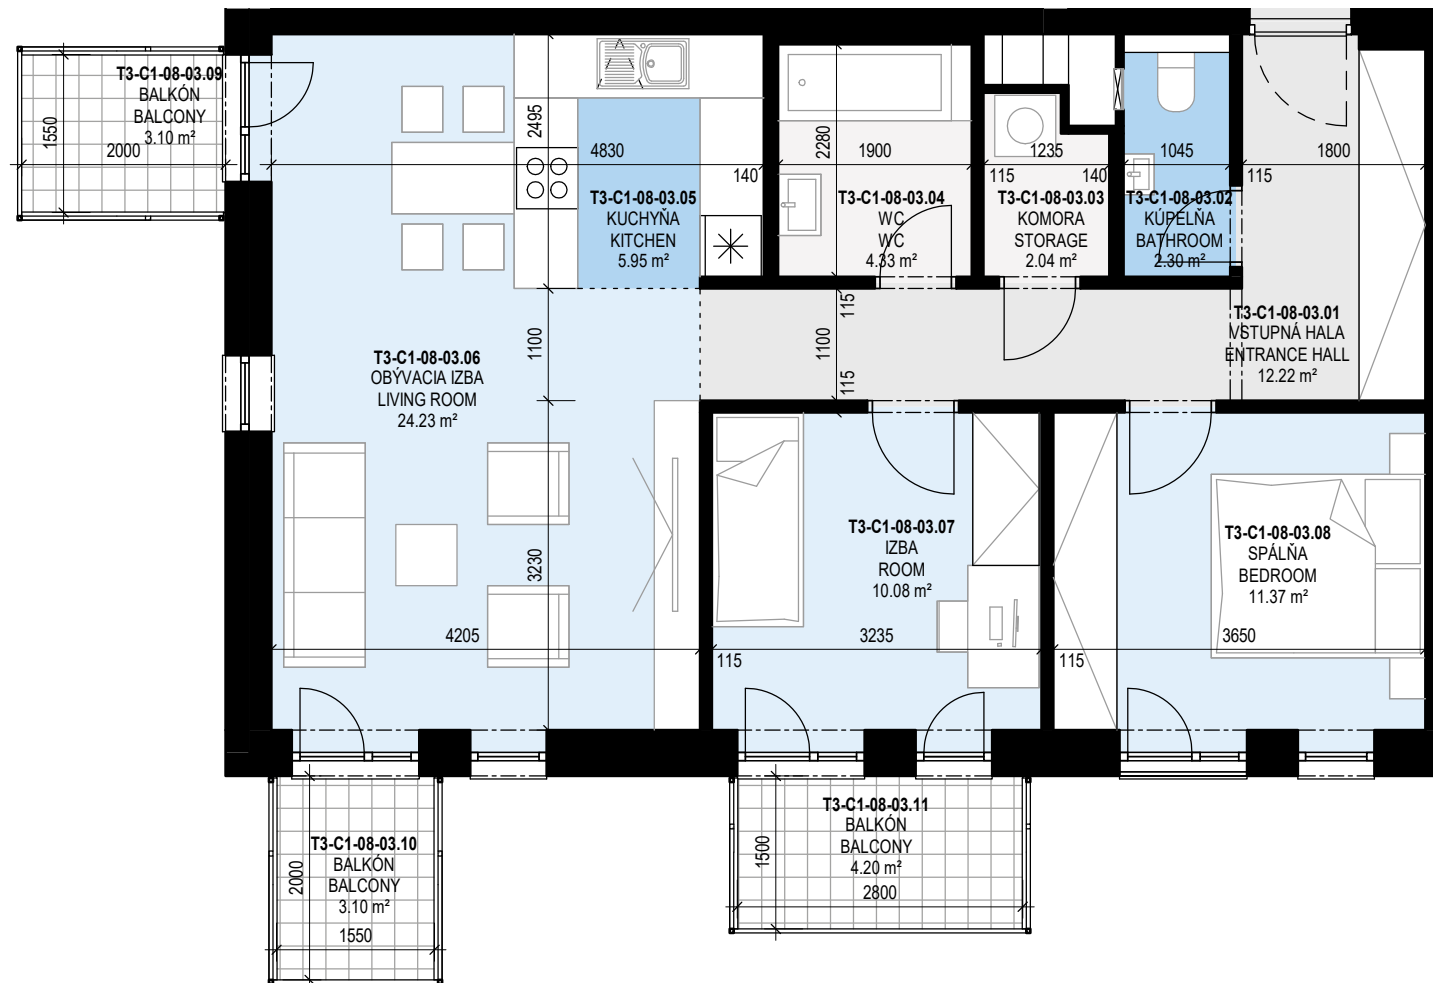 T3-C1-08-03.09
BALKÓN
BALCONY
3.10 m²
1550
2000
2495
4830
140
T3-C1-08-03.05
KUCHYŇA
KITCHEN
5.95 m²
2280
1900
T3-C1-08-03.04
WC
WC
4.33 m²
1235
115
140
T3-C1-08-03.03
KOMORA
STORAGE
2.04 m²
1045
T3-C1-08-03.02
KÚPEĽŇA
BATHROOM
2.30 m²
1800
115
T3-C1-08-03.01
VSTUPNÁ HALA
ENTRANCE HALL
12.22 m²
115
1100
115
1100
T3-C1-08-03.06
OBÝVACIA IZBA
LIVING ROOM
24.23 m²
3230
4205
T3-C1-08-03.07
IZBA
ROOM
10.08 m²
3235
115
T3-C1-08-03.08
SPÁLŇA
BEDROOM
11.37 m²
3650
115
T3-C1-08-03.10
BALKÓN
BALCONY
3.10 m²
2000
1550
T3-C1-08-03.11
BALKÓN
BALCONY
4.20 m²
1500
2800